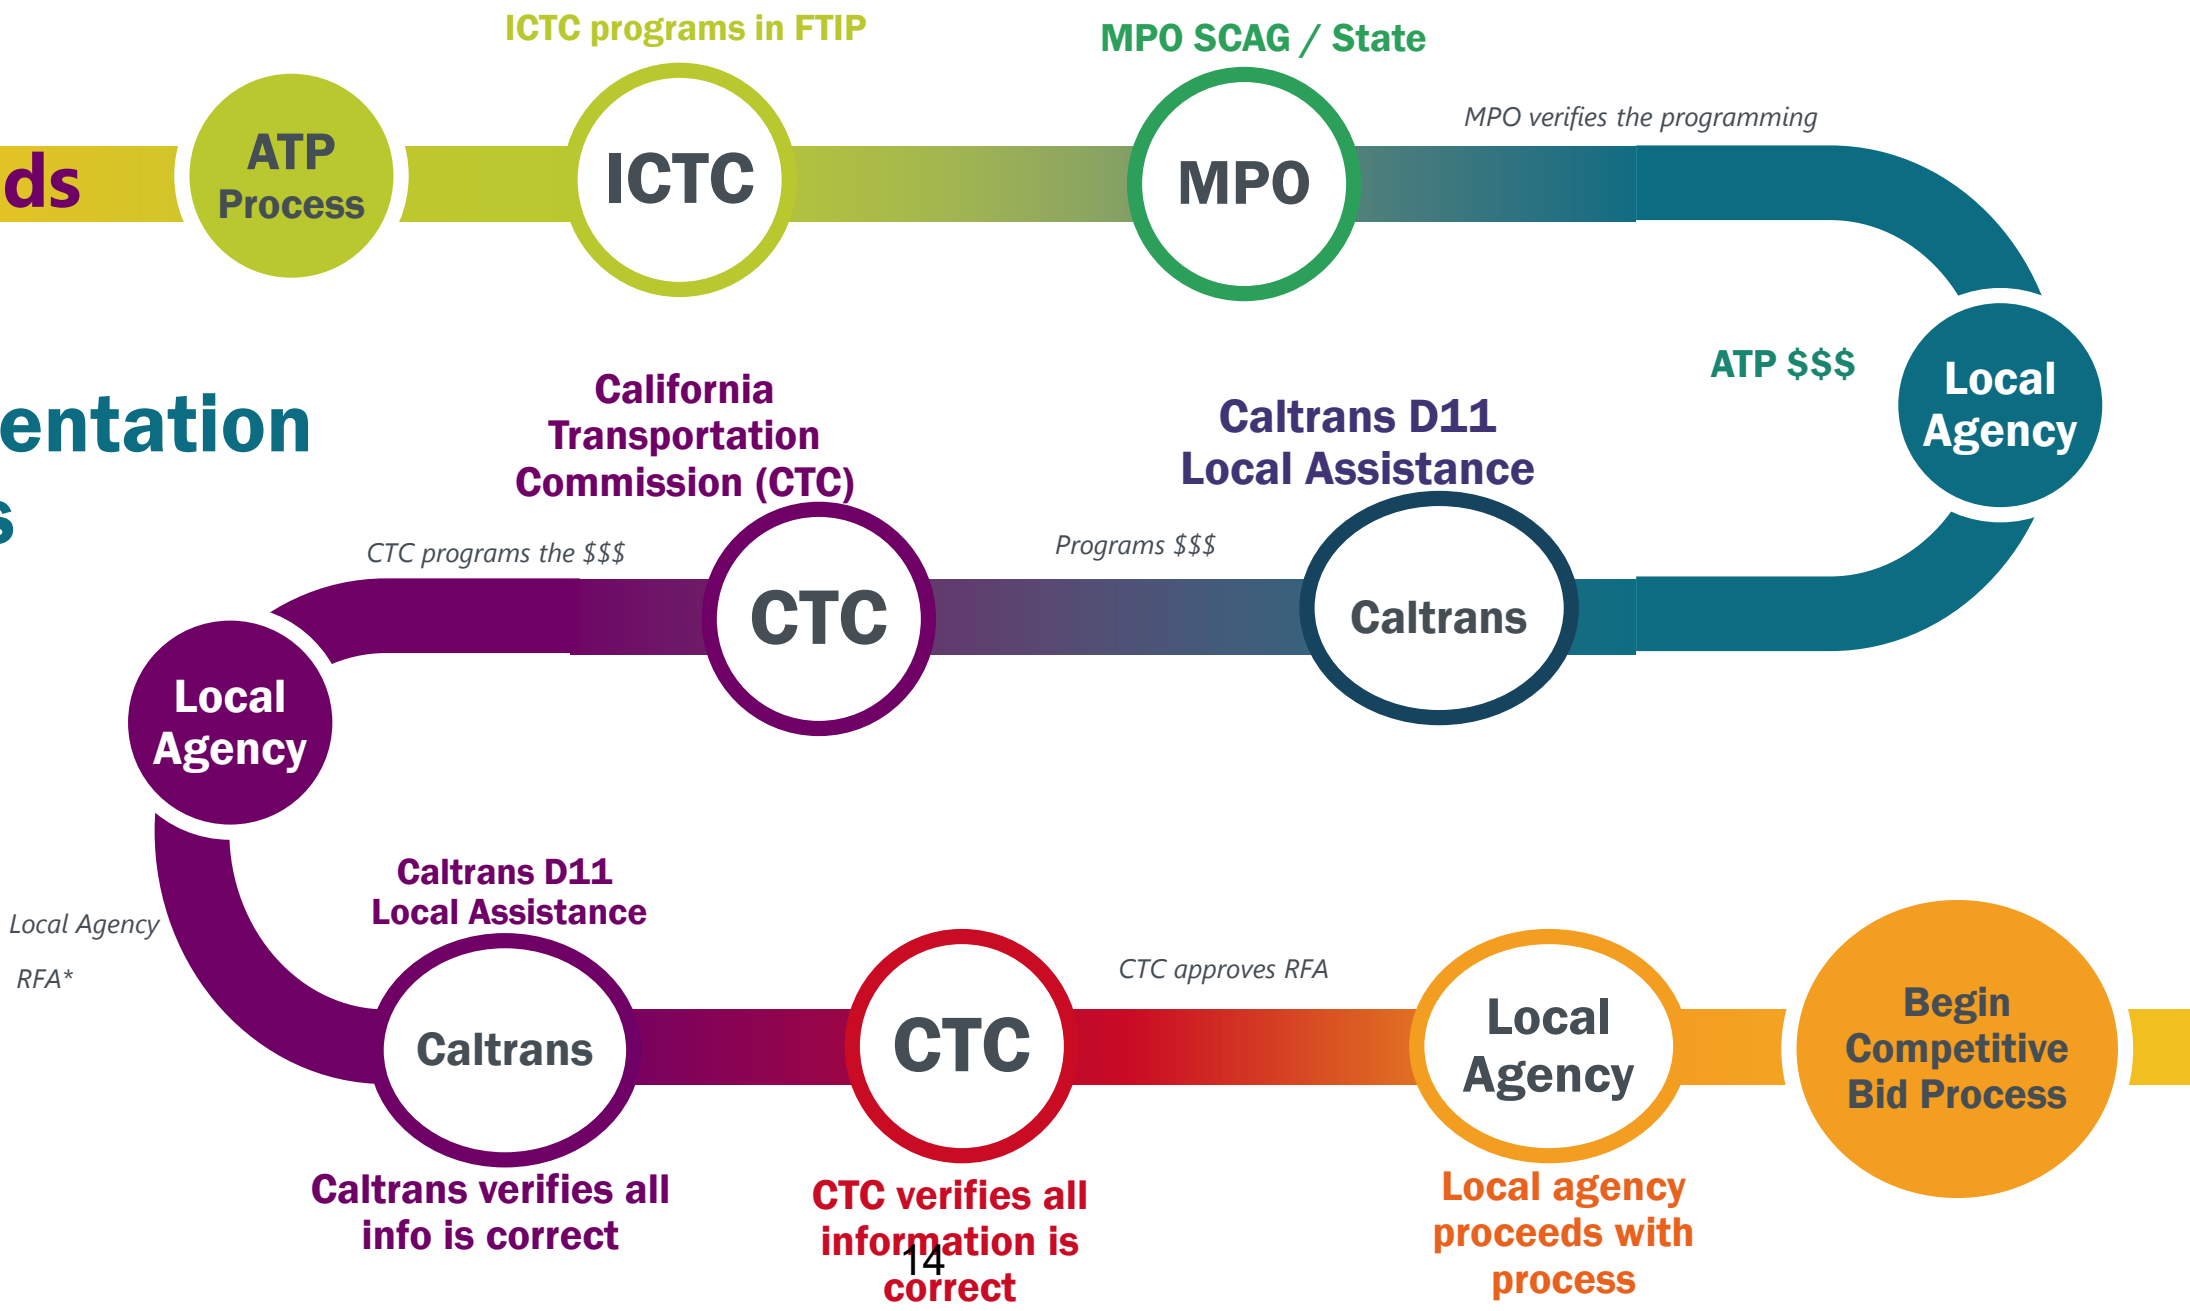 ICTC programs in FTIP
MPO SCAG / State
MPO verifies the programming
ds
ATP
Process
ICTC
MPO
ATP $$$
Local
Agency
entation
s
California
Transportation
Commission (CTC)
Caltrans D11
Local Assistance
CTC programs the $$$
Programs $$$
CTC
Caltrans
Local
Agency
Local Agency
RFA*
Caltrans D11
Local Assistance
CTC approves RFA
Caltrans
CTC
Local
Agency
Begin
Competitive
Bid Process
Caltrans verifies all
info is correct
CTC verifies all
information is
correct
14
Local agency
proceeds with
process